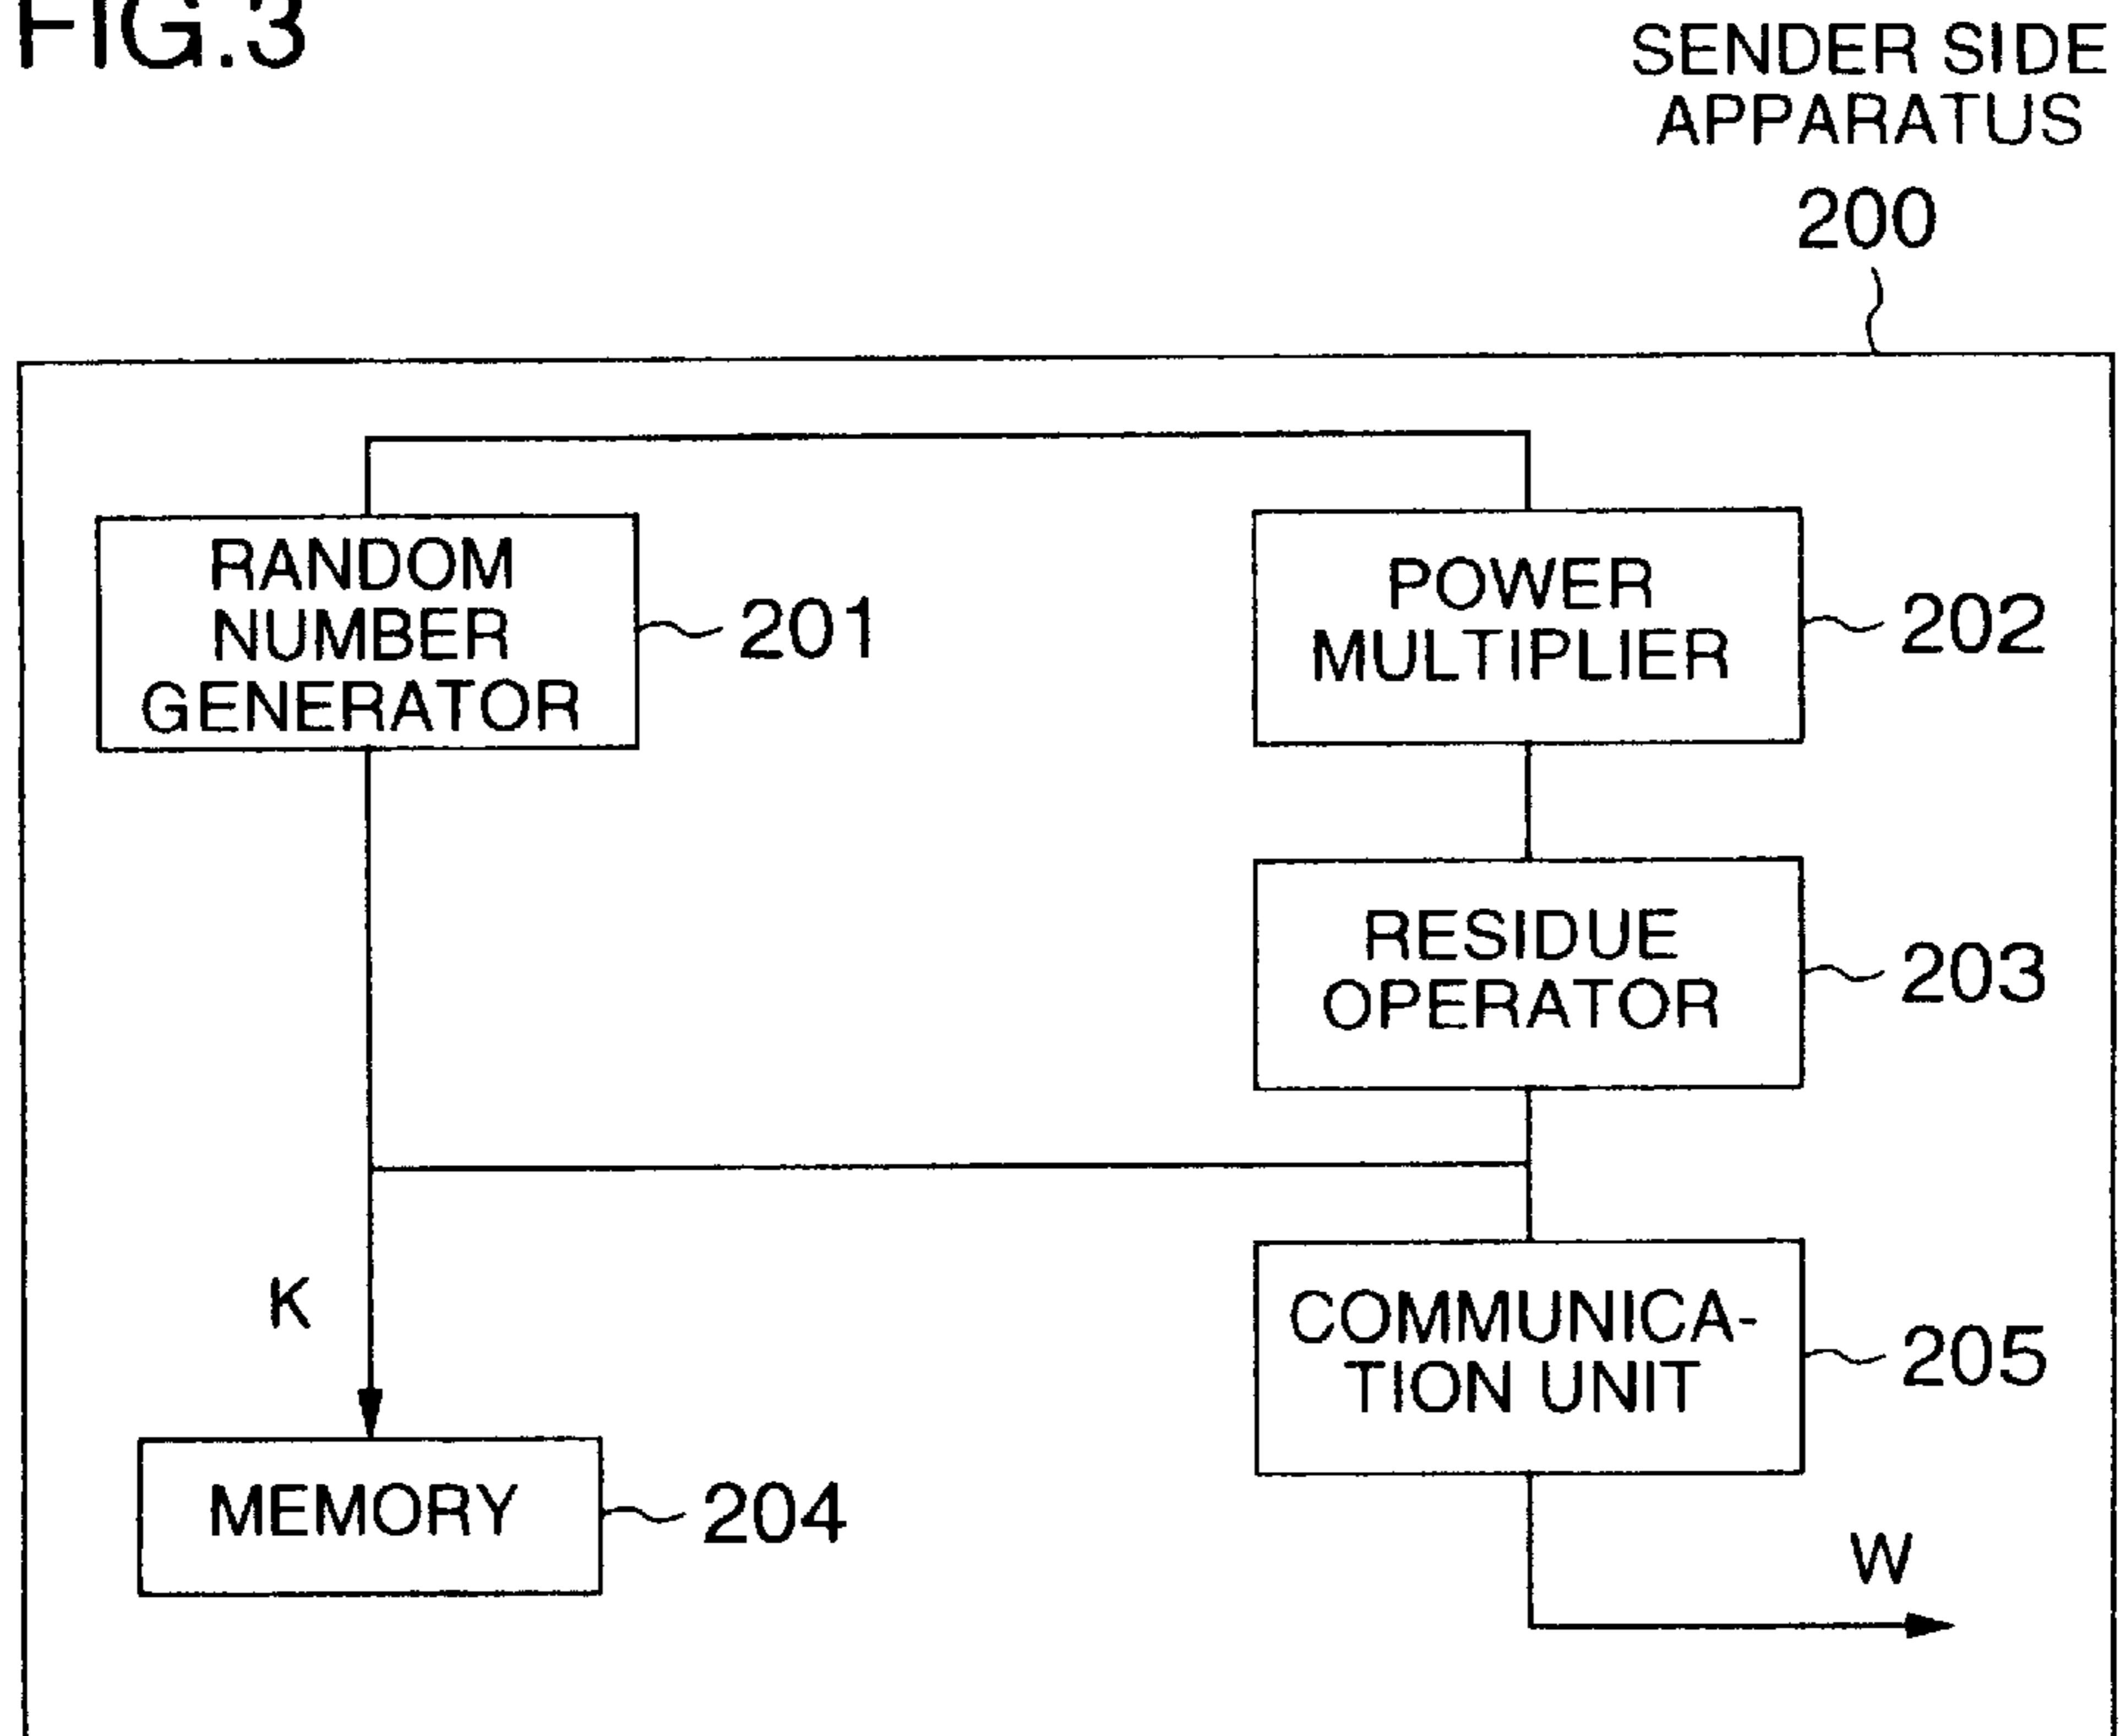 FIG.3
SENDER SIDE
APPARATUS
200
RANDOM
NUMBER
GENERATOR
201
POWER
MULTIPLIER
202
RESIDUE
OPERATOR
203
K
COMMUNICA-
TION UNIT
205
MEMORY
204
W